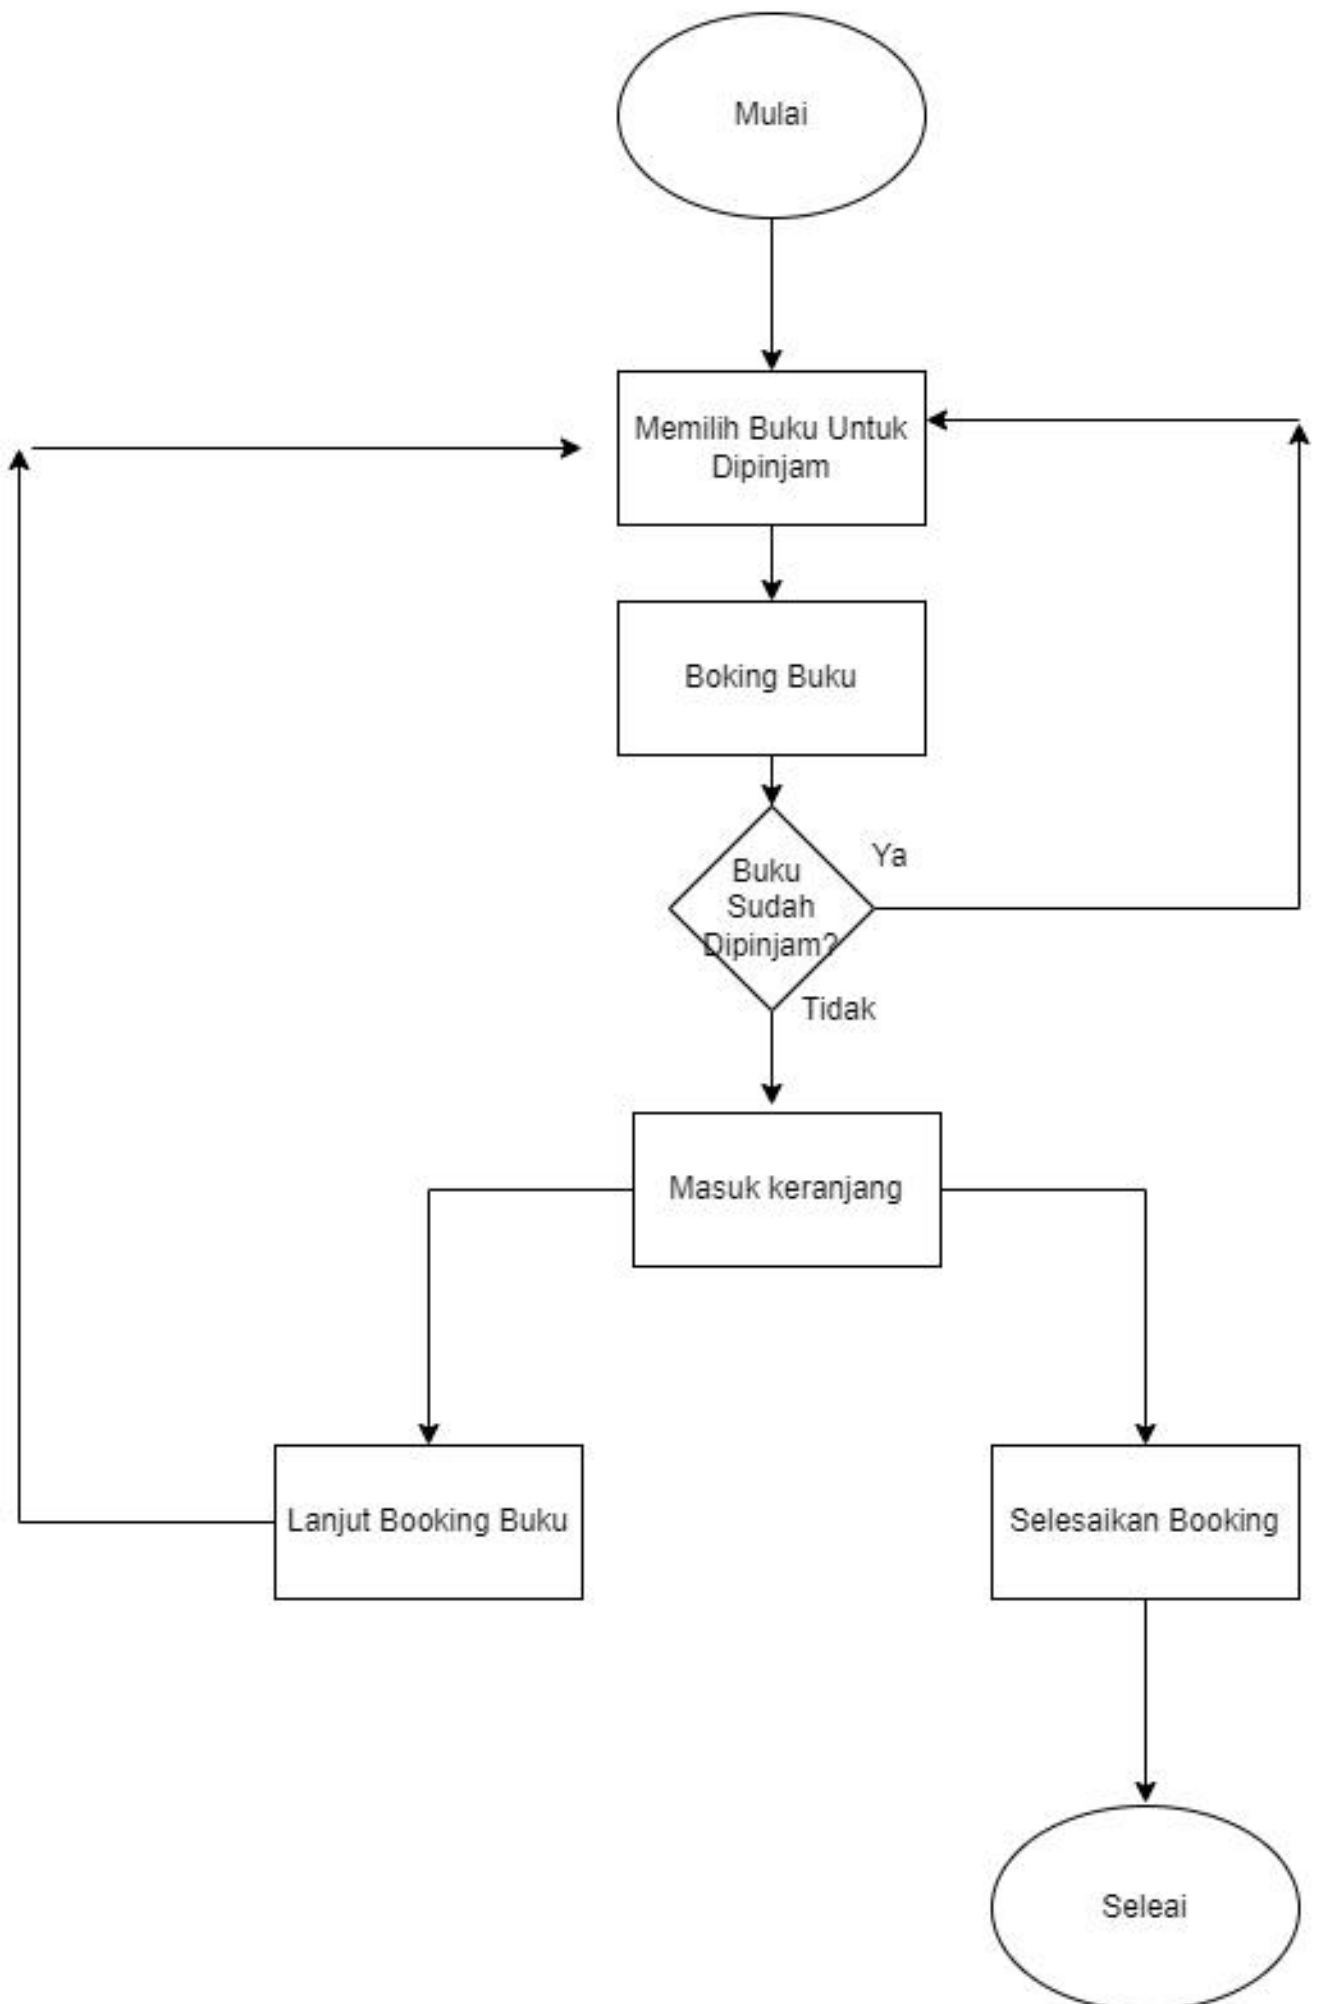 Mulai
Memilih Buku Untuk
Dipinjam
Boking Buku
Buku
Sudah
Dipinjam?
Ya
Tidak
Masuk keranjang
Lanjut Booking Buku
Selesaikan Booking
Seleai